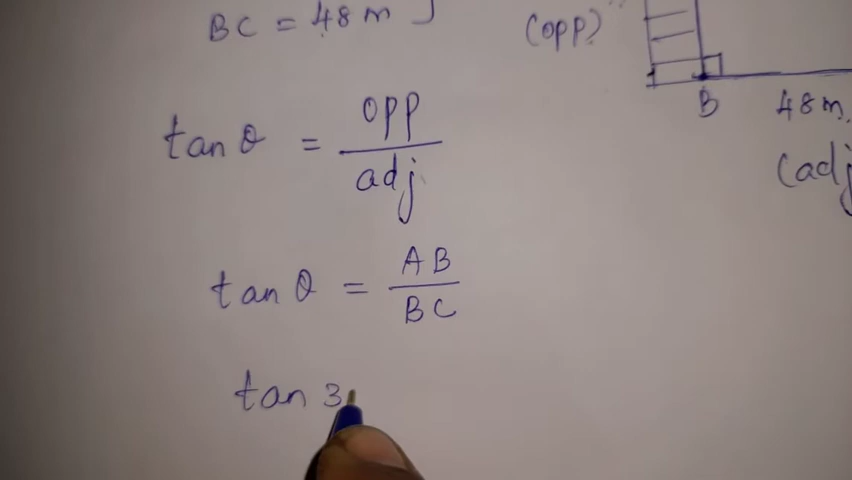 BC = 48 m
(opp)
B 48 m
(adj
tan θ = opp / adj
tan θ = AB / BC
tan 3